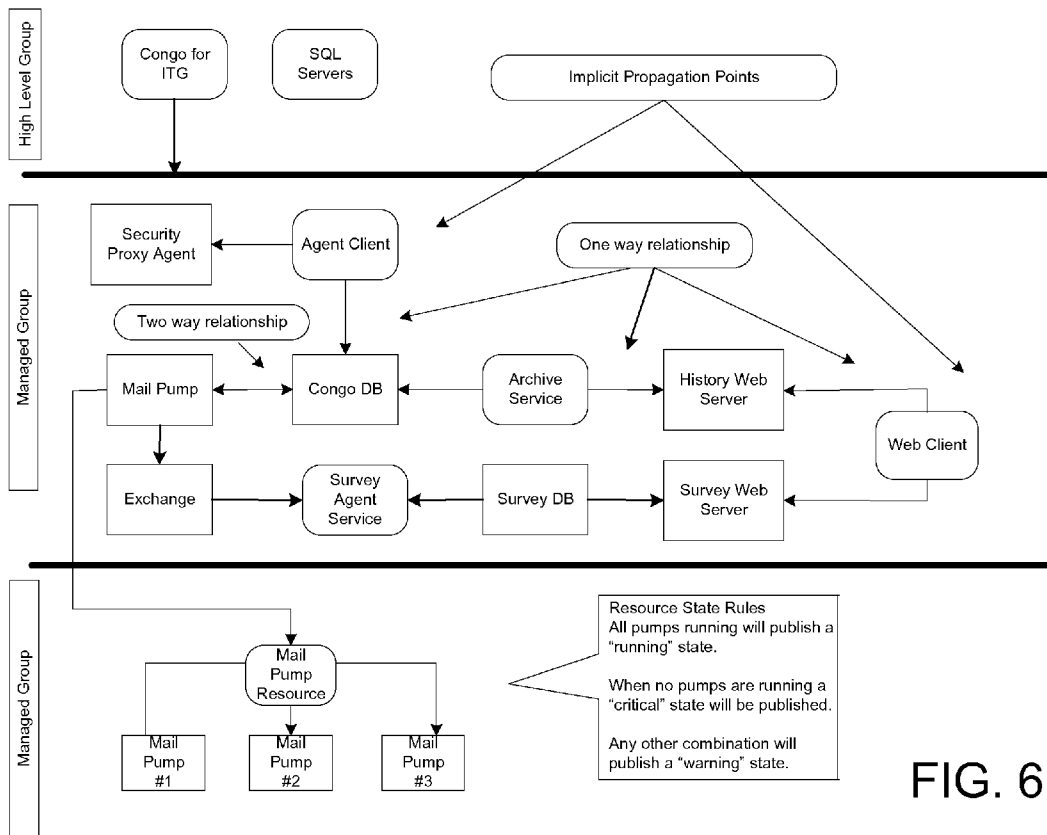 High Level Group
Congo for
ITG
SQL
Servers
Implicit Propagation Points
Managed Group
Security
Proxy Agent
Agent Client
One way relationship
Two way relationship
Mail Pump
Congo DB
Archive
Service
History Web
Server
Web Client
Exchange
Survey
Agent
Service
Survey DB
Survey Web
Server
Managed Group
Mail
Pump
Resource
Mail
Pump
#1
Mail
Pump
#2
Mail
Pump
#3
Resource State Rules
All pumps running will publish a
“running” state.
When no pumps are running a
“critical” state will be published.
Any other combination will
publish a “warning” state.
FIG. 6